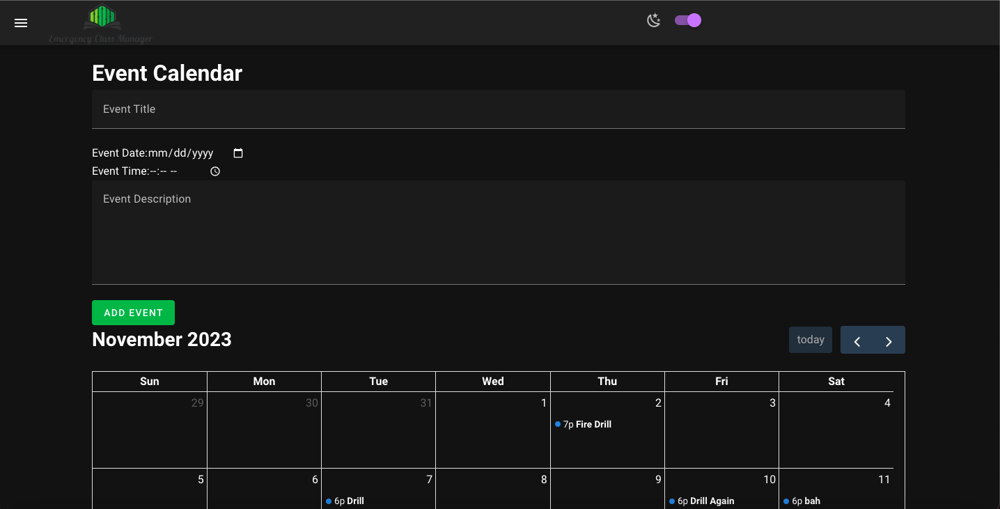 Emergency Class Manager
Event Calendar
Event Title
Event Date:mm/dd/yyyy
Event Time:--:-- --
Event Description
ADD EVENT
November 2023
today
Sun Mon Tue Wed Thu Fri Sat
29 30 31 1 2 3 4
7p Fire Drill
5 6 7 8 9 10 11
6p Drill 6p Drill Again 6p bah